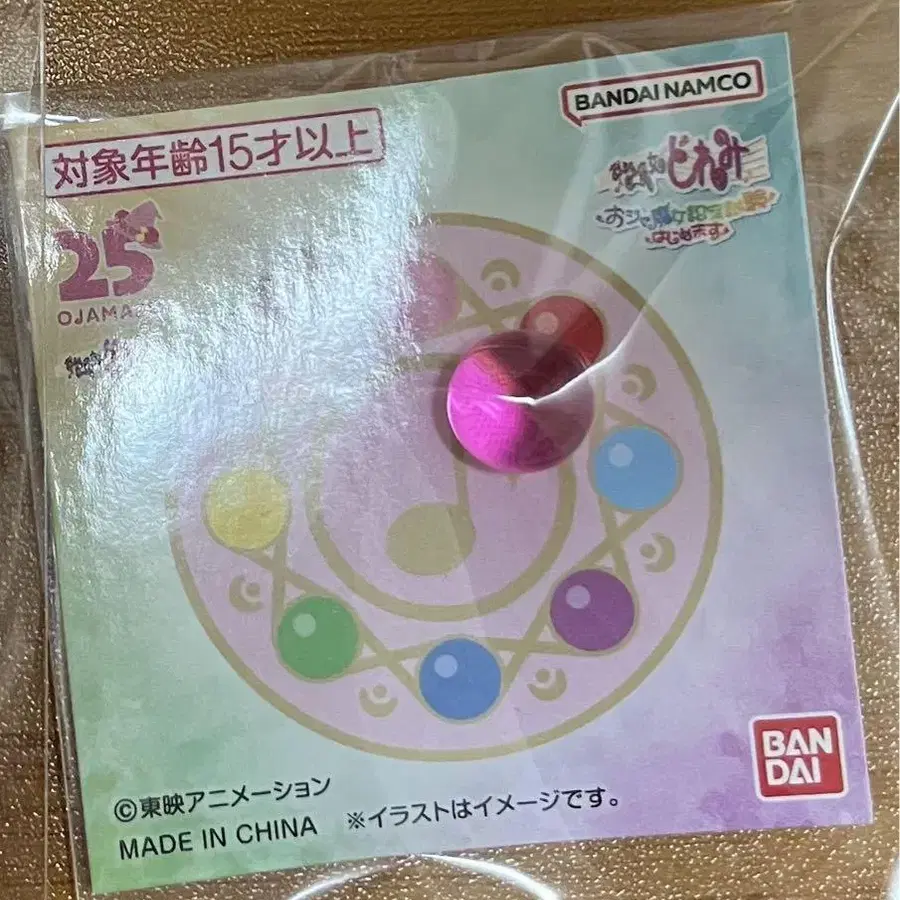 BANDAI NAMCO
対象年齢15才以上
どれみ
はじめます
25
OJAMA
BAN
DAI
©東映アニメーション
MADE IN CHINA
※イラストはイメージです。